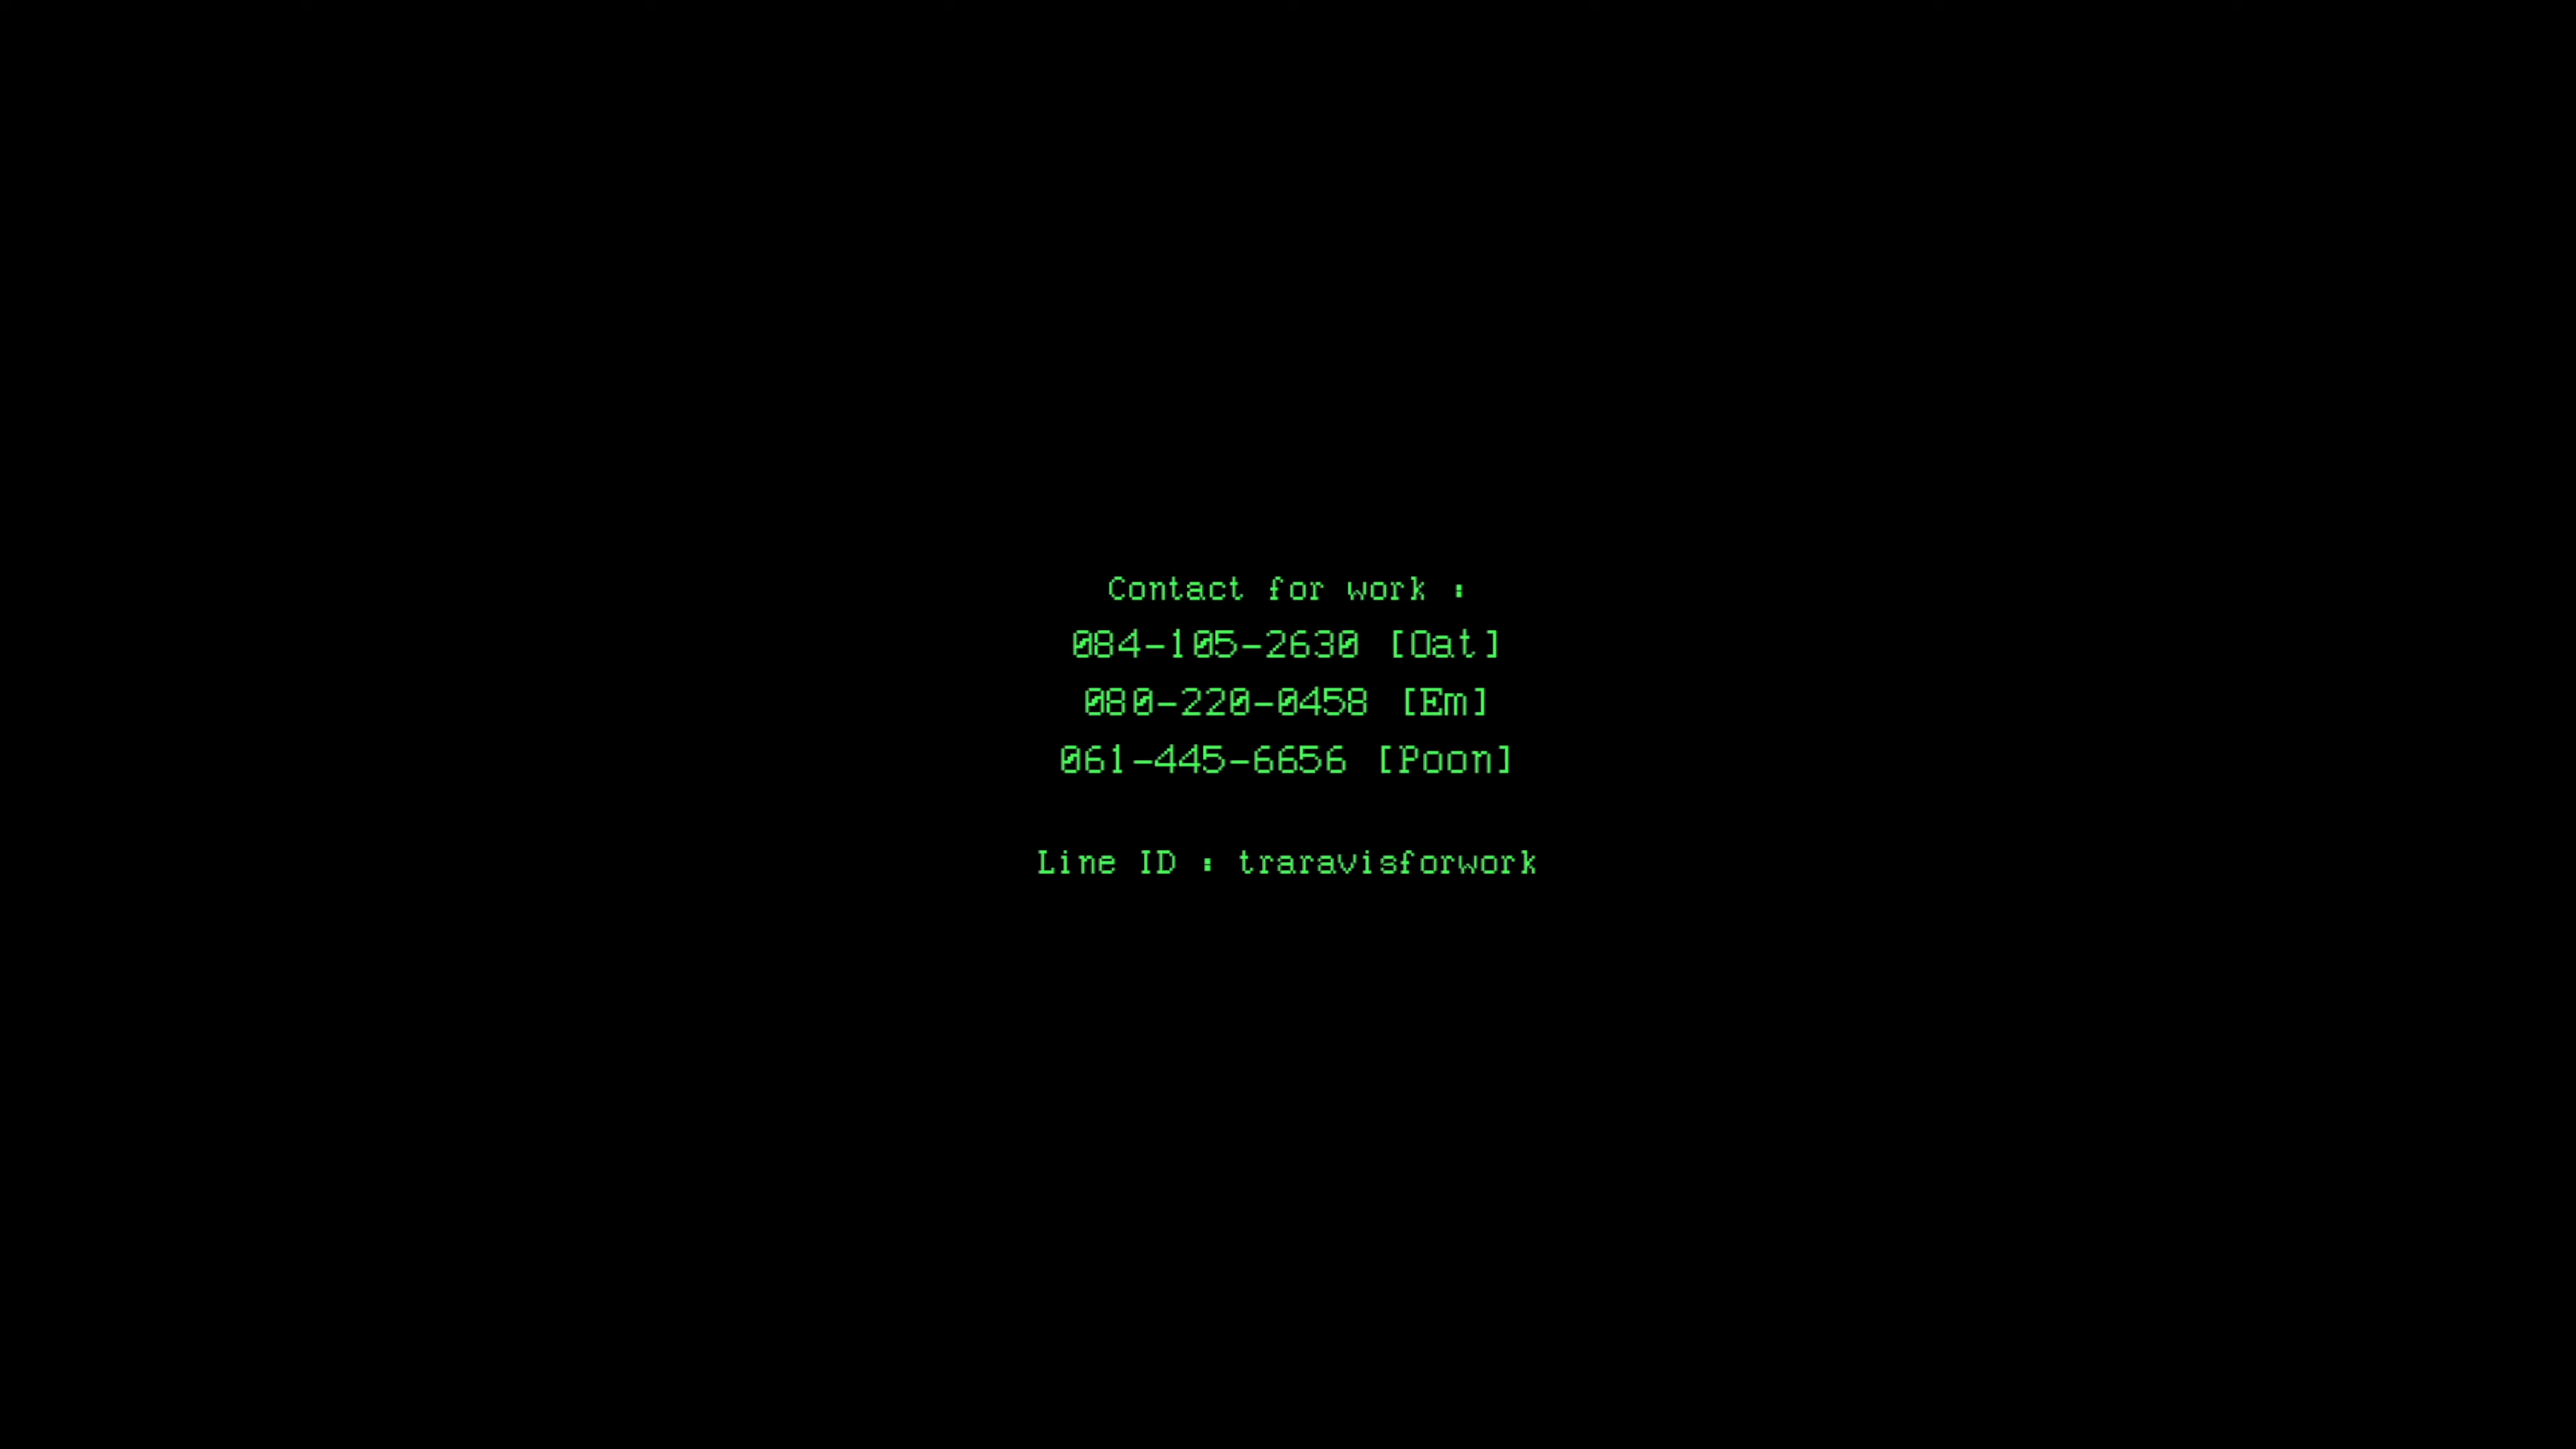 Contact for work :
084-105-2630 [Oat]
080-220-0458 [Em]
061-445-6656 [Poon]
Line ID : traravisforwork